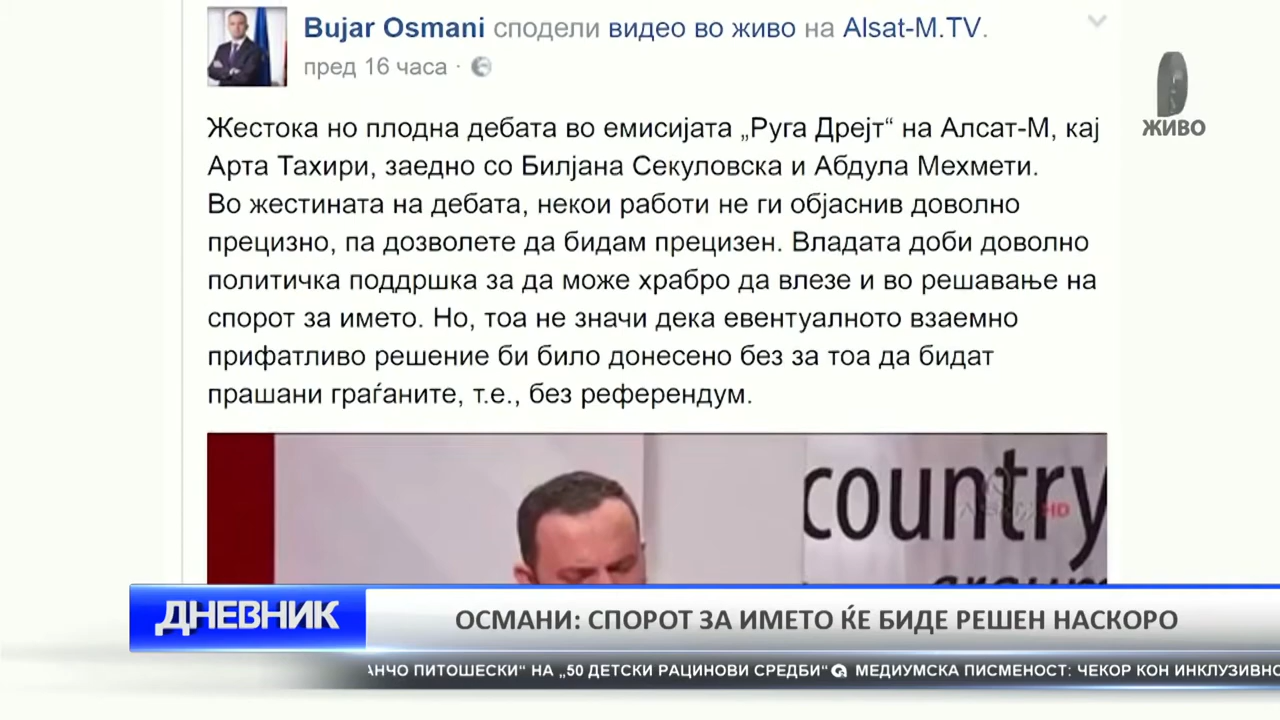 Bujar Osmani сподели видео во живо на Alsat-M.TV.
пред 16 часа ·
ЖИВО
Жестока но плодна дебата во емисијата „Руга Дрејт“ на Алсат-М, кај
Арта Тахири, заедно со Билјана Секуловска и Абдула Мехмети.
Во жестината на дебата, некои работи не ги објаснив доволно
прецизно, па дозволете да бидам прецизен. Владата доби доволно
политичка поддршка за да може храбро да влезе и во решавање на
спорот за името. Но, тоа не значи дека евентуалното взаемно
прифатливо решение би било донесено без за тоа да бидат
прашани граѓаните, т.е., без референдум.
country
HD
ДНЕВНИК
ОСМАНИ: СПОРОТ ЗА ИМЕТО ЌЕ БИДЕ РЕШЕН НАСКОРО
АНЧО ПИТОШЕСКИ“ НА „50 ДЕТСКИ РАЦИНОВИ СРЕДБИ“ МЕДИУМСКА ПИСМЕНОСТ: ЧЕКОР КОН ИНКЛУЗИВНО